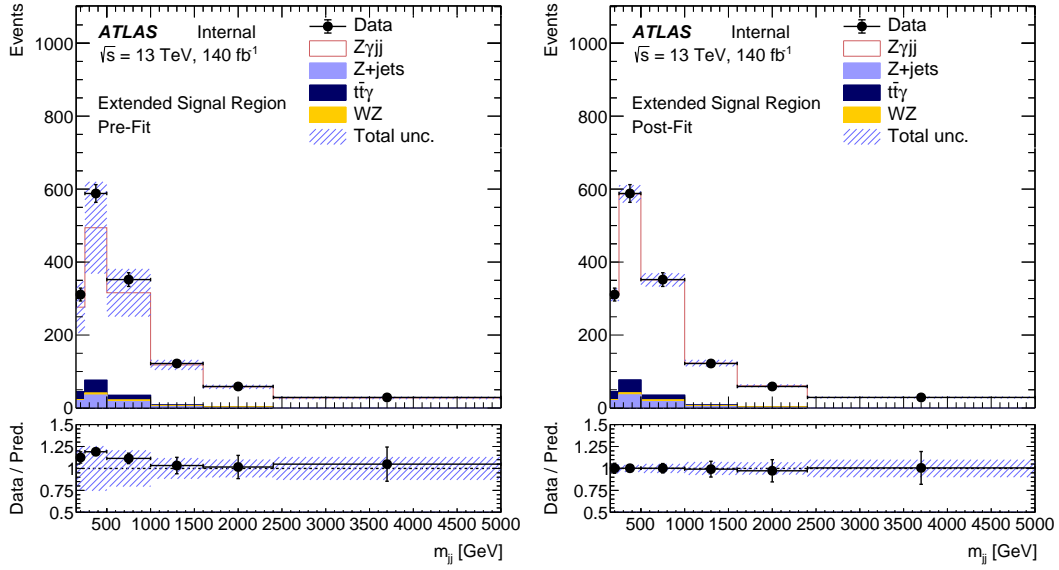 Events
1000
800
600
400
200
0
ATLAS Internal
√s = 13 TeV, 140 fb⁻¹
Extended Signal Region
Pre-Fit
Data
Zγjj
Z+jets
tt̄γ
WZ
Total unc.
Data / Pred.
1.5
1.25
1
0.75
0.5
500 1000 1500 2000 2500 3000 3500 4000 4500 5000
m_jj [GeV]
Events
1000
800
600
400
200
0
ATLAS Internal
√s = 13 TeV, 140 fb⁻¹
Extended Signal Region
Post-Fit
Data
Zγjj
Z+jets
tt̄γ
WZ
Total unc.
Data / Pred.
1.5
1.25
1
0.75
0.5
500 1000 1500 2000 2500 3000 3500 4000 4500 5000
m_jj [GeV]